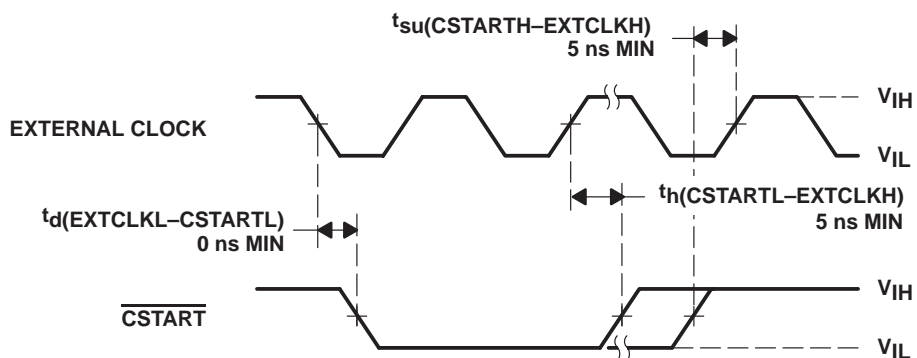 tsu(CSTARTH–EXTCLKH)
5 ns MIN
VIH
EXTERNAL CLOCK
VIL
td(EXTCLKL–CSTARTL)
0 ns MIN
th(CSTARTL–EXTCLKH)
5 ns MIN
VIH
CSTART
VIL